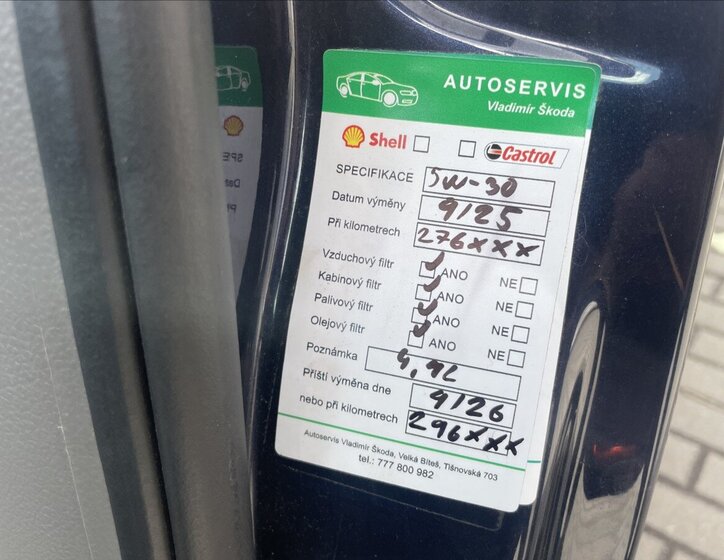 AUTOSERVIS
Vladimír Škoda
Shell Castrol
SPECIFIKACE 5W-30
Datum výměny 9/25
Při kilometrech 276xxx
Vzduchový filtr ANO NE
Kabinový filtr ANO NE
Palivový filtr ANO NE
Olejový filtr ANO NE
Poznámka 4,9L
Příští výměna dne 9/26
nebo při kilometrech 296xxx
Autoservis Vladimír Škoda, Velká Bíteš, Tišnovská 703
tel.: 777 800 982